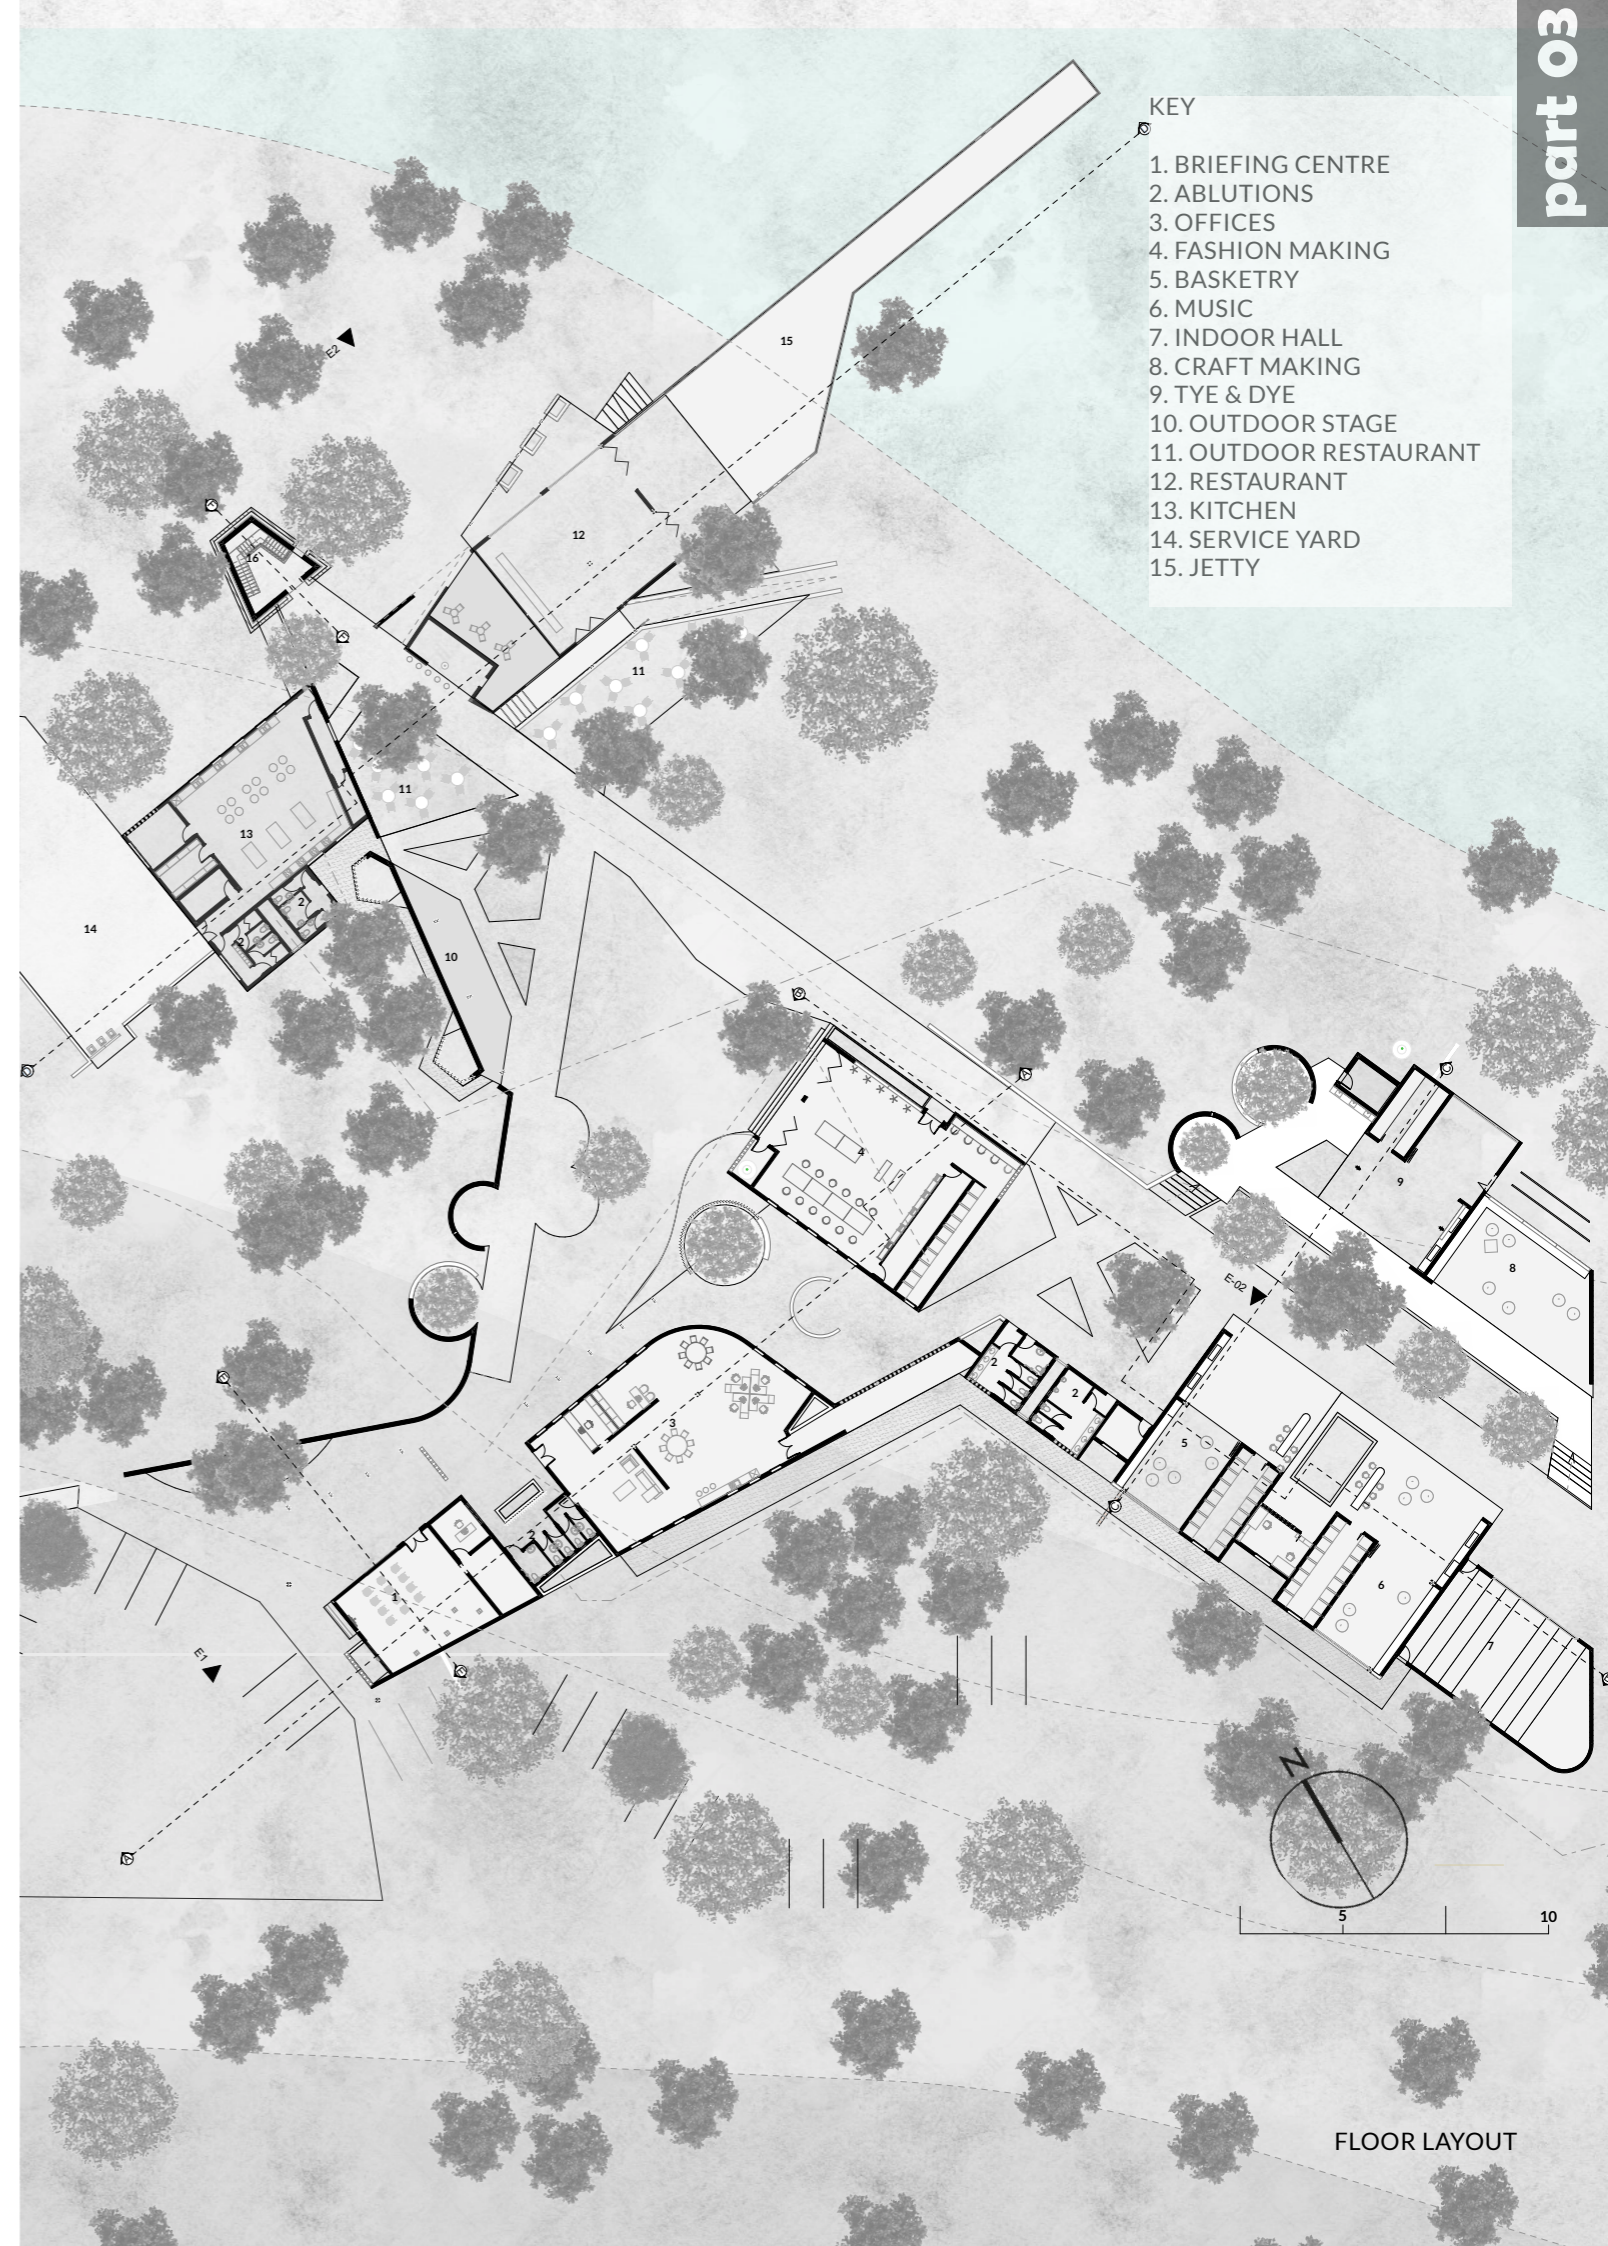 part 03
KEY
1. BRIEFING CENTRE
2. ABLUTIONS
3. OFFICES
4. FASHION MAKING
5. BASKETRY
6. MUSIC
7. INDOOR HALL
8. CRAFT MAKING
9. TYE & DYE
10. OUTDOOR STAGE
11. OUTDOOR RESTAURANT
12. RESTAURANT
13. KITCHEN
14. SERVICE YARD
15. JETTY
15
E2
12
16
11
11
13
2
2
14
10
4
9
8
E-02
2
2
3
5
1
6
7
E1
N
5
10
FLOOR LAYOUT